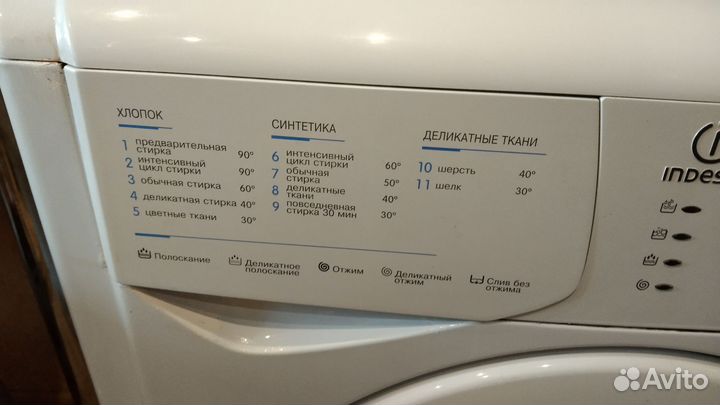 ХЛОПОК
1 предварительная стирка 90°
2 интенсивный цикл стирки 90°
3 обычная стирка 60°
4 деликатная стирка 40°
5 цветные ткани 30°
СИНТЕТИКА
6 интенсивный цикл стирки 60°
7 обычная стирка 50°
8 деликатные ткани 40°
9 повседневная стирка 30 мин 30°
ДЕЛИКАТНЫЕ ТКАНИ
10 шерсть 40°
11 шелк 30°
Полоскание
Деликатное полоскание
Отжим
Деликатный отжим
Слив без отжима
INDES
Avito